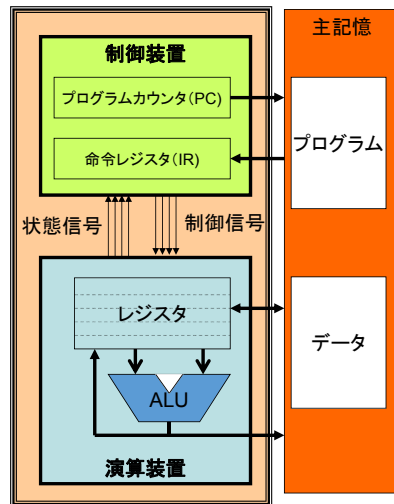 制御装置
主記憶
プログラムカウンタ(PC)
プログラム
命令レジスタ(IR)
状態信号
制御信号
レジスタ
データ
ALU
演算装置